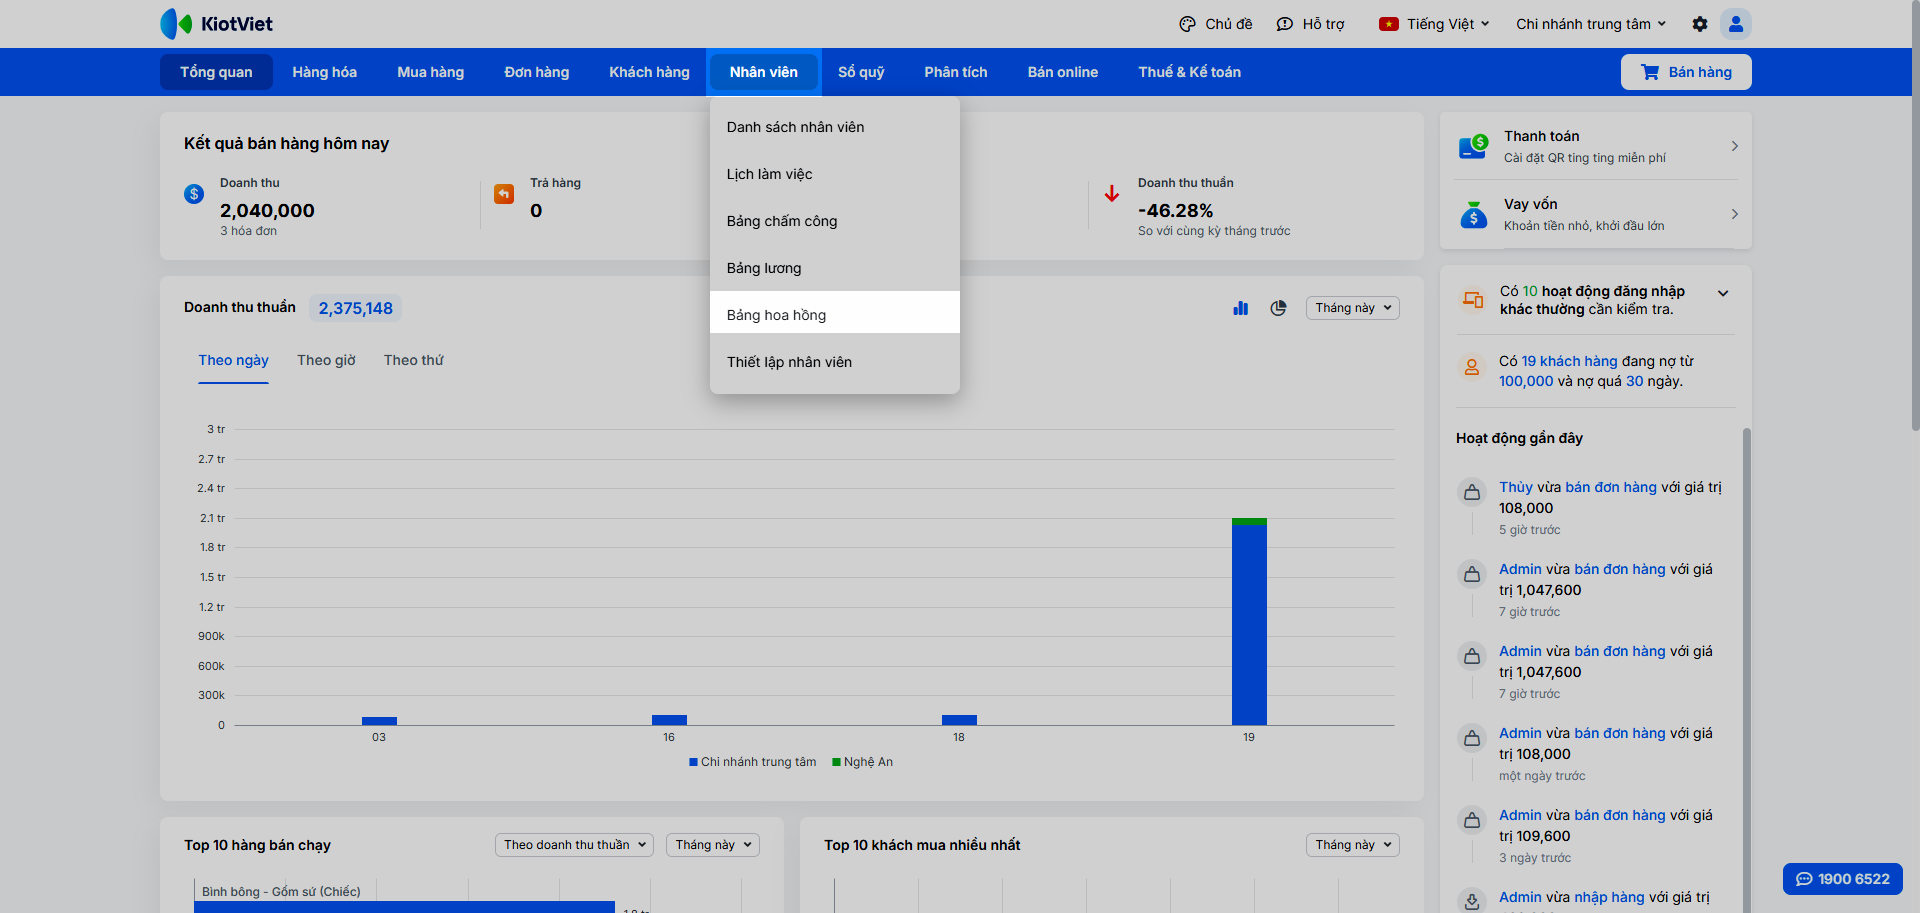 KiotViet
Chủ đề
Hỗ trợ
Tiếng Việt
Chi nhánh trung tâm
Tổng quan
Hàng hóa
Mua hàng
Đơn hàng
Khách hàng
Nhân viên
Sổ quỹ
Phân tích
Bán online
Thuế & Kế toán
Bán hàng
Danh sách nhân viên
Lịch làm việc
Bảng chấm công
Bảng lương
Bảng hoa hồng
Thiết lập nhân viên
Kết quả bán hàng hôm nay
Doanh thu
2,040,000
3 hóa đơn
Trả hàng
0
Doanh thu thuần
-46.28%
So với cùng kỳ tháng trước
Doanh thu thuần
2,375,148
Tháng này
Theo ngày
Theo giờ
Theo thứ
3 tr
2.7 tr
2.4 tr
2.1 tr
1.8 tr
1.5 tr
1.2 tr
900k
600k
300k
0
03
16
18
19
Chi nhánh trung tâm
Nghệ An
Top 10 hàng bán chạy
Theo doanh thu thuần
Tháng này
Bình bông - Gốm sứ (Chiếc)
Top 10 khách mua nhiều nhất
Tháng này
Thanh toán
Cài đặt QR ting ting miễn phí
Vay vốn
Khoản tiền nhỏ, khởi đầu lớn
Có 10 hoạt động đăng nhập
khác thường cần kiểm tra.
Có 19 khách hàng đang nợ từ
100,000 và nợ quá 30 ngày.
Hoạt động gần đây
Thủy vừa bán đơn hàng với giá trị
108,000
5 giờ trước
Admin vừa bán đơn hàng với giá
trị 1,047,600
7 giờ trước
Admin vừa bán đơn hàng với giá
trị 1,047,600
7 giờ trước
Admin vừa bán đơn hàng với giá
trị 108,000
một ngày trước
Admin vừa bán đơn hàng với giá
trị 109,600
3 ngày trước
Admin vừa nhập hàng với giá trị
1900 6522